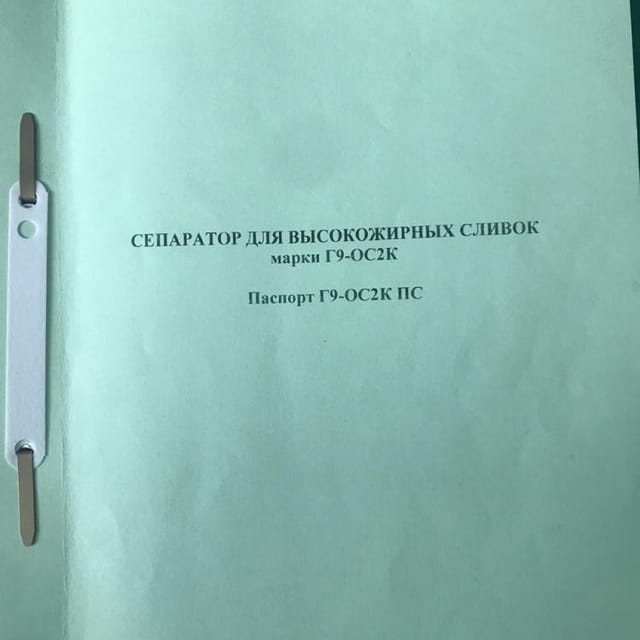 СЕПАРАТОР ДЛЯ ВЫСОКОЖИРНЫХ СЛИВОК
марки Г9-ОС2К
Паспорт Г9-ОС2К ПС